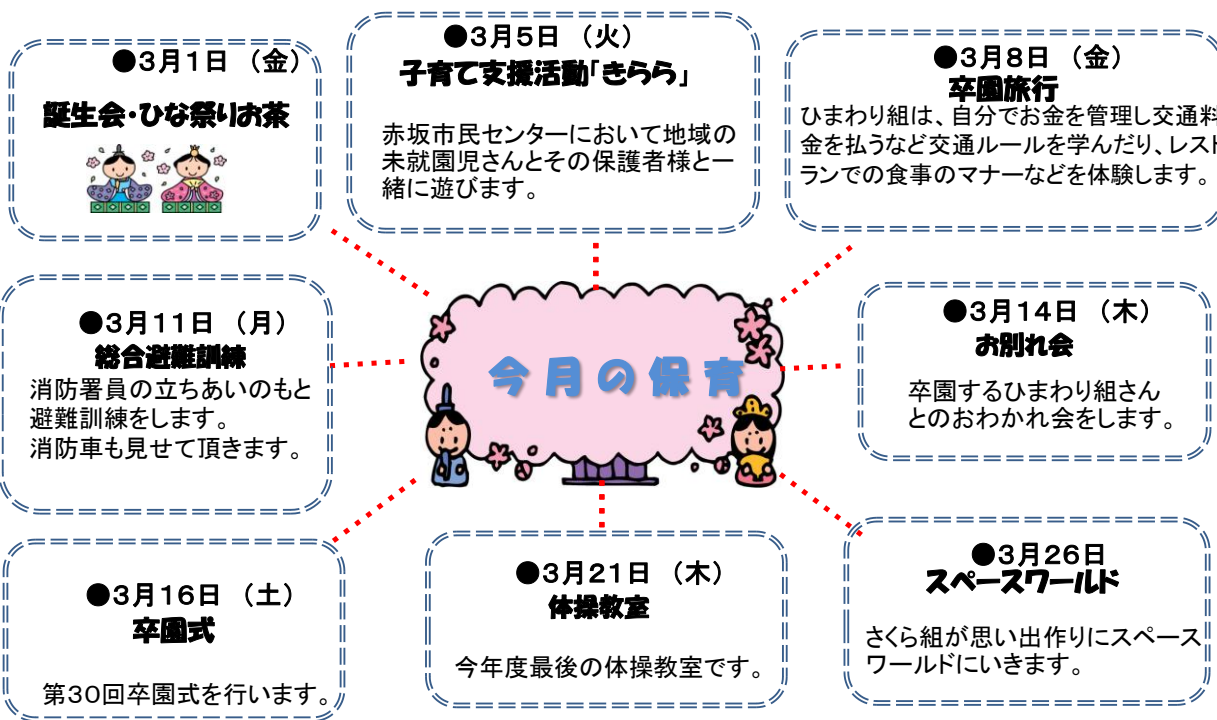 ●3月1日 （金）
誕生会・ひな祭りお茶
●3月5日 （火）
子育て支援活動「きらら」
赤坂市民センターにおいて地域の
未就園児さんとその保護者様と一
緒に遊びます。
●3月8日 （金）
卒園旅行
ひまわり組は、自分でお金を管理し交通料
金を払うなど交通ルールを学んだり、レスト
ランでの食事のマナーなどを体験します。
●3月11日 （月）
総合避難訓練
消防署員の立ちあいのもと
避難訓練をします。
消防車も見せて頂きます。
今月の保育
●3月14日 （木）
お別れ会
卒園するひまわり組さん
とのおわかれ会をします。
●3月16日 （土）
卒園式
第30回卒園式を行います。
●3月21日 （木）
体操教室
今年度最後の体操教室です。
●3月26日
スペースワールド
さくら組が思い出作りにスペース
ワールドにいきます。